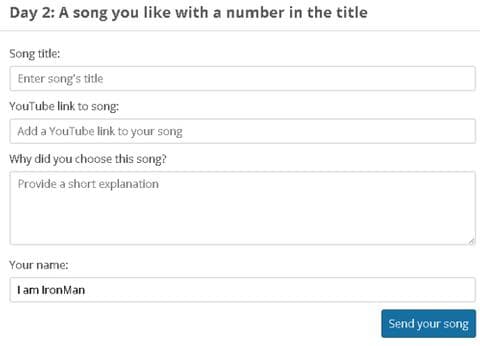 Day 2: A song you like with a number in the title
Song title:
Enter song's title
YouTube link to song:
Add a YouTube link to your song
Why did you choose this song?
Provide a short explanation
Your name:
I am IronMan
Send your song